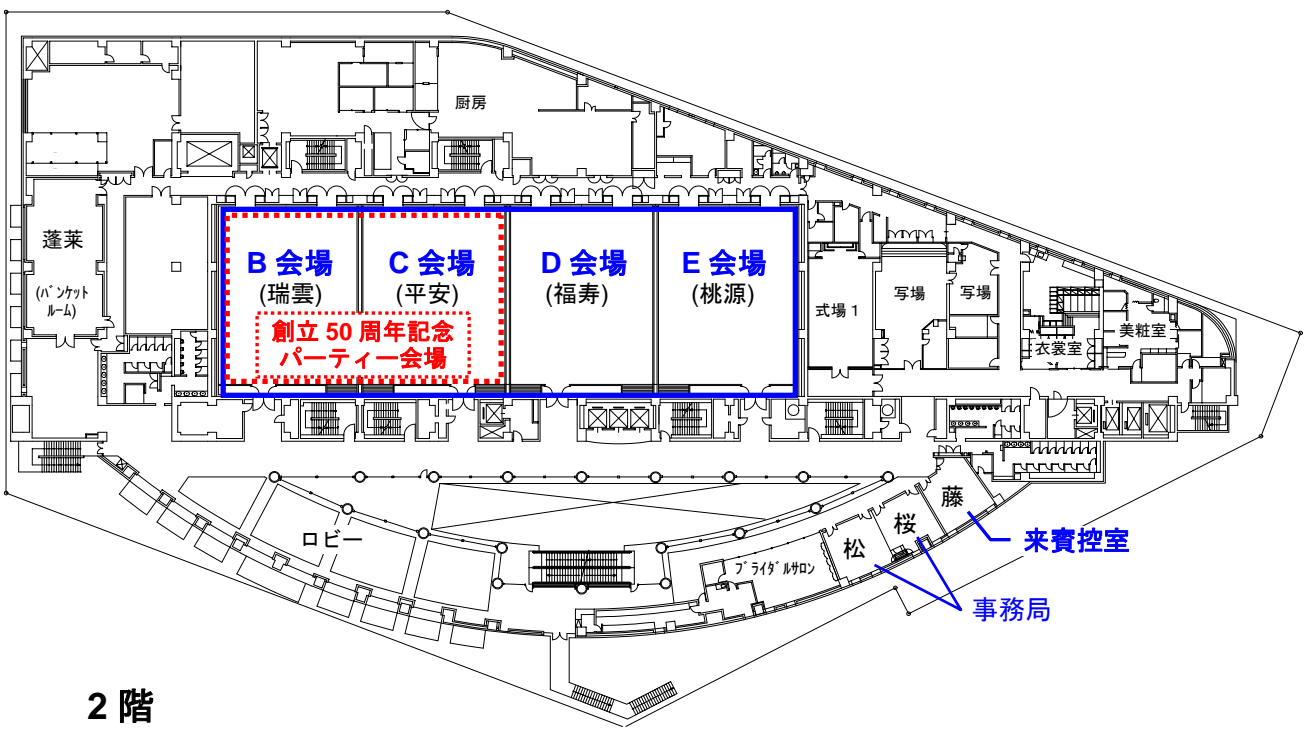 厨房
蓬莱
(バンケット
ルーム)
B 会場
(瑞雲)
C 会場
(平安)
D 会場
(福寿)
E 会場
(桃源)
創立 50 周年記念
パーティー会場
式場 1
写場
写場
衣裳室
美粧室
ロビー
ブライダルサロン
松
桜
藤
来賓控室
事務局
2 階